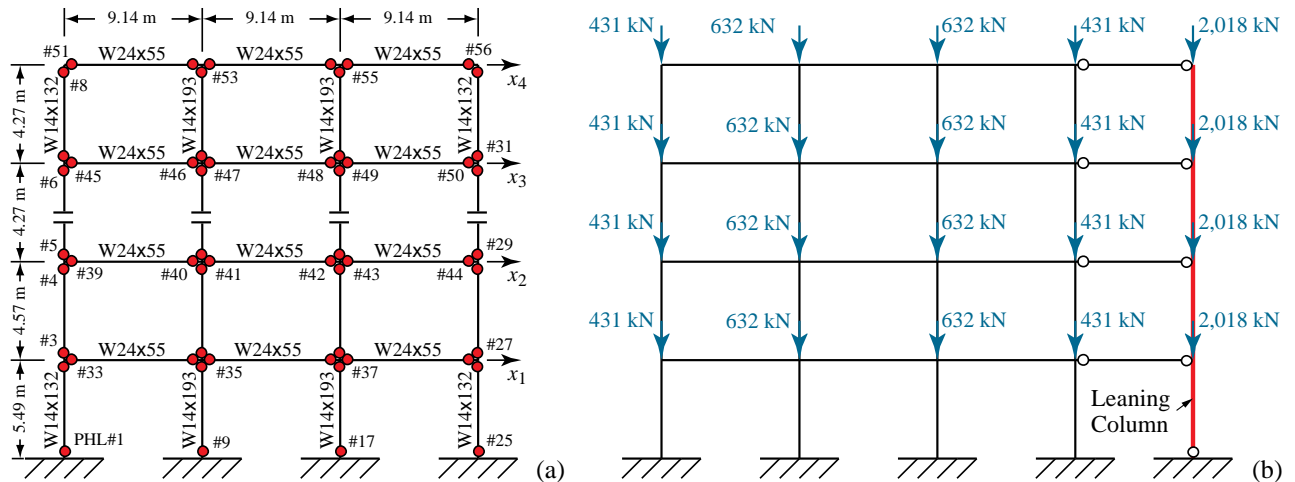 9.14 m 9.14 m 9.14 m
#51 W24x55 W24x55 W24x55 #56
#8 #53 #55 x4
4.27 m W14x132 W14x193 W14x193 W14x132
W24x55 W24x55 W24x55 #31
#6 #45 #46 #47 #48 #49 #50 x3
4.27 m
#5 W24x55 W24x55 W24x55 #29
#4 #39 #40 #41 #42 #43 #44 x2
4.57 m
#3 W24x55 W24x55 W24x55 #27
#33 #35 #37 x1
5.49 m W14x132 W14x193 W14x193 W14x132
PHL#1 #9 #17 #25
(a)
431 kN 632 kN 632 kN 431 kN 2,018 kN
431 kN 632 kN 632 kN 431 kN 2,018 kN
431 kN 632 kN 632 kN 431 kN 2,018 kN
431 kN 632 kN 632 kN 431 kN 2,018 kN
Leaning
Column
(b)